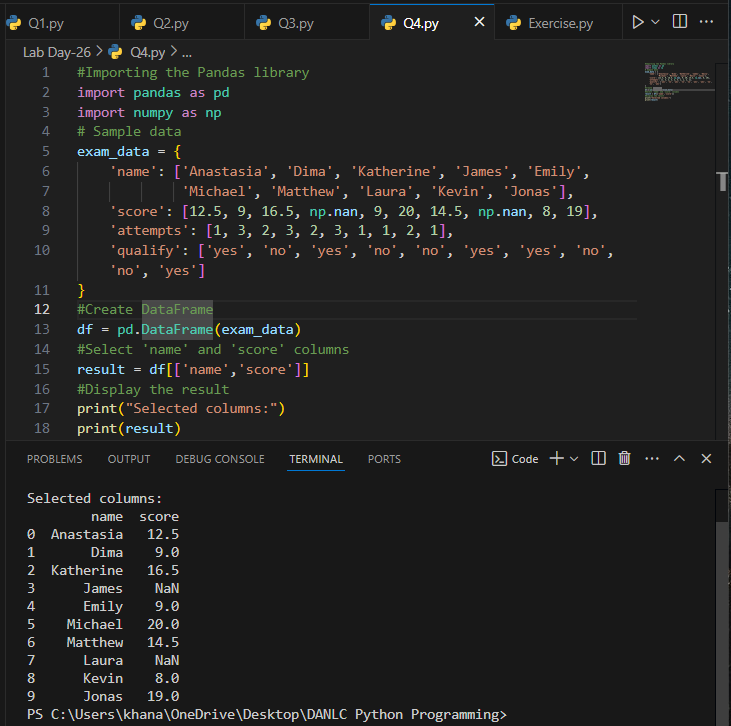 Q1.py Q2.py Q3.py Q4.py Exercise.py
Lab Day-26 > Q4.py > ...
1 #Importing the Pandas library
2 import pandas as pd
3 import numpy as np
4 # Sample data
5 exam_data = {
6 'name': ['Anastasia', 'Dima', 'Katherine', 'James', 'Emily',
7 'Michael', 'Matthew', 'Laura', 'Kevin', 'Jonas'],
8 'score': [12.5, 9, 16.5, np.nan, 9, 20, 14.5, np.nan, 8, 19],
9 'attempts': [1, 3, 2, 3, 2, 3, 1, 1, 2, 1],
10 'qualify': ['yes', 'no', 'yes', 'no', 'no', 'yes', 'yes', 'no',
'no', 'yes']
11 }
12 #Create DataFrame
13 df = pd.DataFrame(exam_data)
14 #Select 'name' and 'score' columns
15 result = df[['name','score']]
16 #Display the result
17 print("Selected columns:")
18 print(result)
PROBLEMS OUTPUT DEBUG CONSOLE TERMINAL PORTS Code
Selected columns:
name score
0 Anastasia 12.5
1 Dima 9.0
2 Katherine 16.5
3 James NaN
4 Emily 9.0
5 Michael 20.0
6 Matthew 14.5
7 Laura NaN
8 Kevin 8.0
9 Jonas 19.0
PS C:\Users\khana\OneDrive\Desktop\DANLC Python Programming>